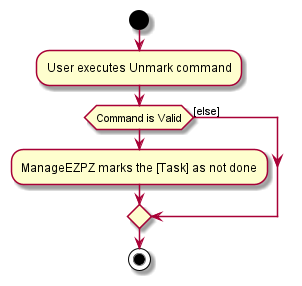 User executes Unmark command
Command is Valid
[else]
ManageEZPZ marks the [Task] as not done